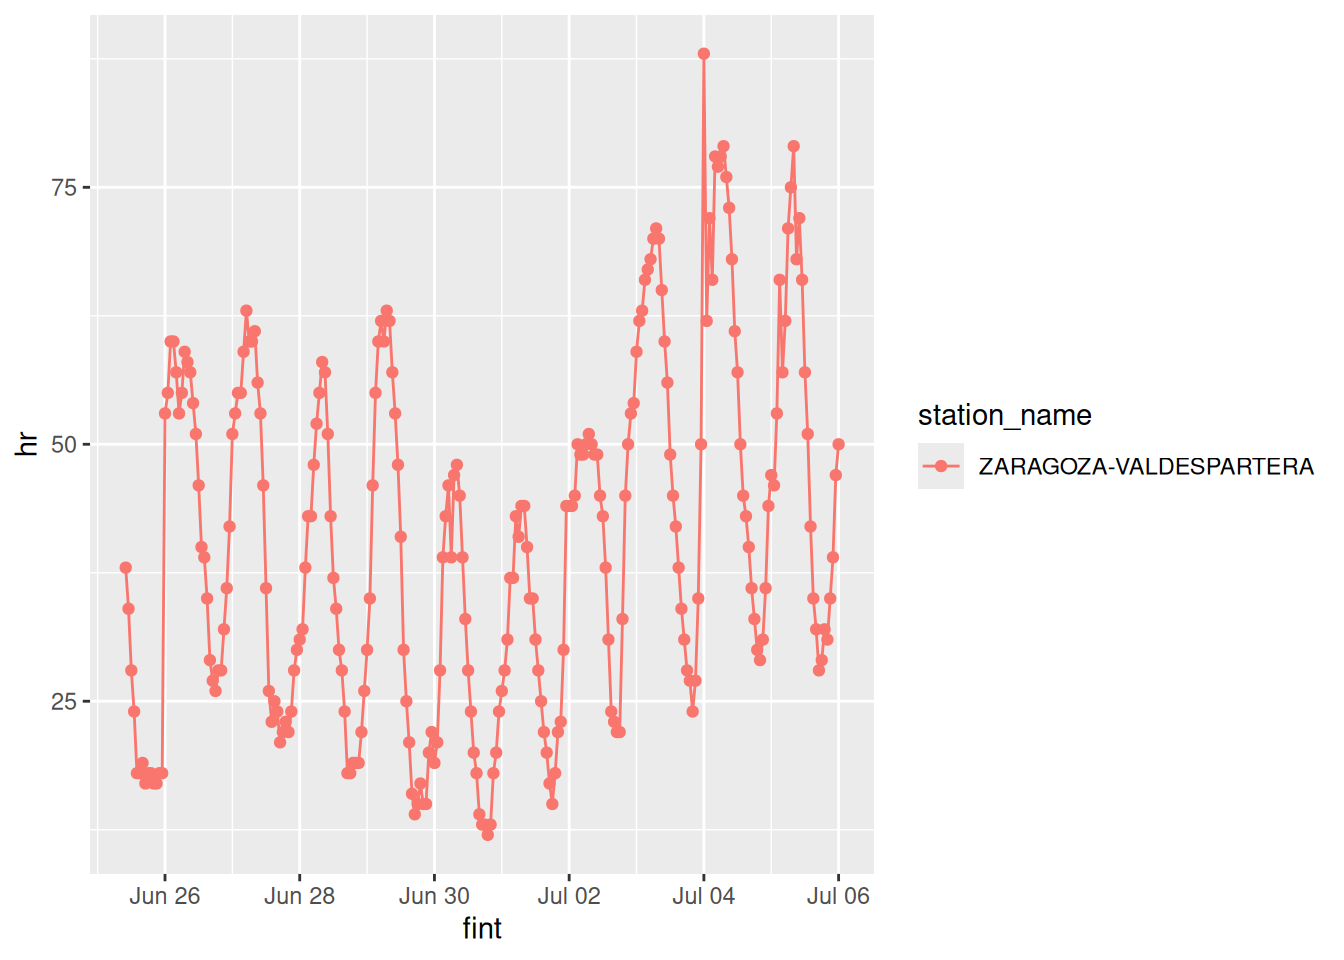 75
50
25
hr
Jun 26
Jun 28
Jun 30
Jul 02
Jul 04
Jul 06
fint
station_name
ZARAGOZA-VALDESPARTERA